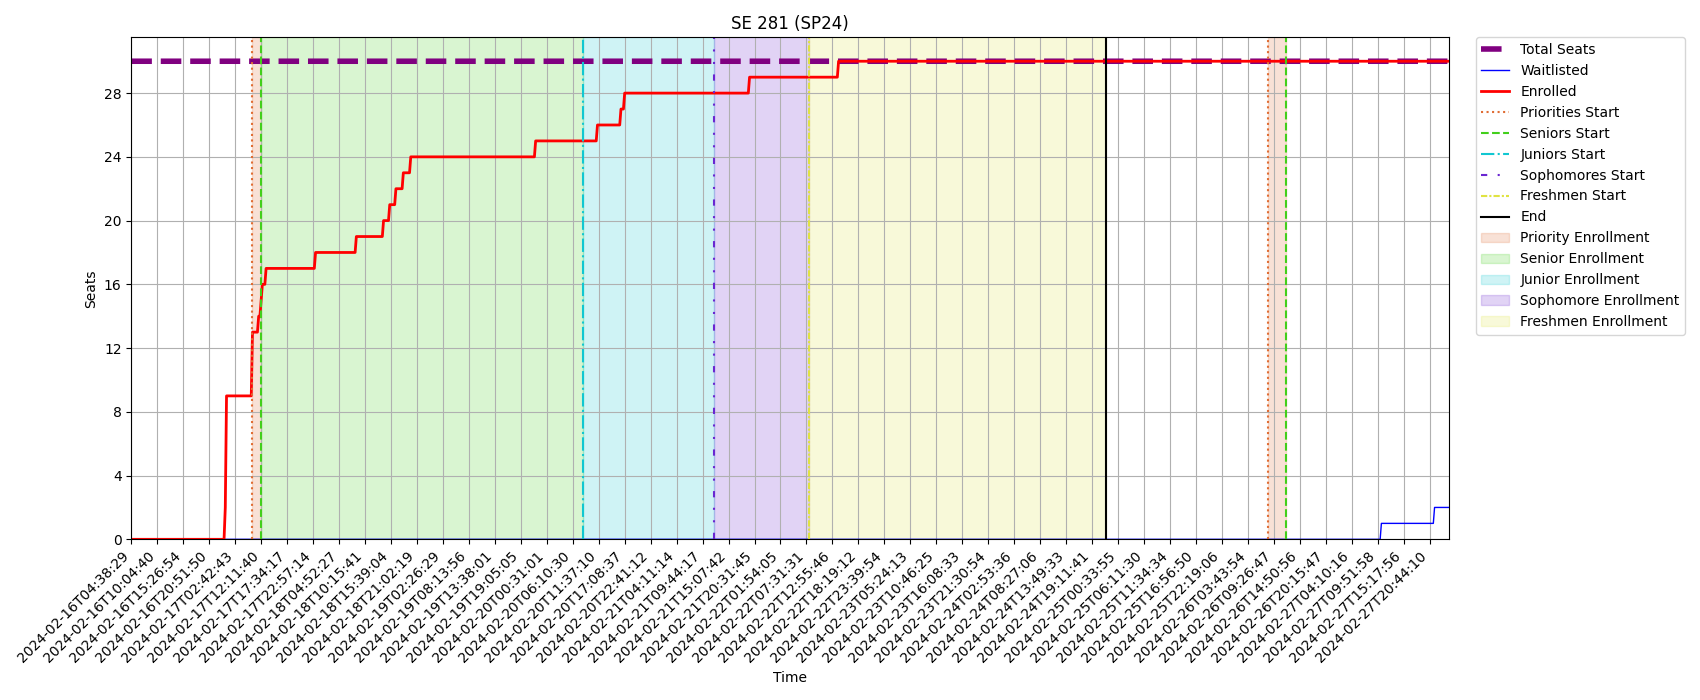 SE 281 (SP24)
Seats
28
24
20
16
12
8
4
0
2024-02-16T04:38:29
2024-02-16T10:04:40
2024-02-16T15:26:54
2024-02-16T20:51:50
2024-02-17T02:42:43
2024-02-17T12:11:40
2024-02-17T17:34:17
2024-02-17T22:57:14
2024-02-18T04:52:27
2024-02-18T10:15:41
2024-02-18T15:39:04
2024-02-18T21:02:19
2024-02-19T02:26:29
2024-02-19T08:13:56
2024-02-19T13:38:01
2024-02-19T19:05:05
2024-02-20T00:31:01
2024-02-20T06:10:30
2024-02-20T11:37:10
2024-02-20T17:08:37
2024-02-20T22:41:12
2024-02-21T04:11:14
2024-02-21T09:44:17
2024-02-21T15:07:42
2024-02-21T20:31:45
2024-02-22T01:54:05
2024-02-22T07:31:31
2024-02-22T12:55:46
2024-02-22T18:19:12
2024-02-22T23:39:54
2024-02-23T05:24:13
2024-02-23T10:46:25
2024-02-23T16:08:33
2024-02-23T21:30:54
2024-02-24T02:53:36
2024-02-24T08:27:06
2024-02-24T13:49:33
2024-02-24T19:11:41
2024-02-25T00:33:55
2024-02-25T06:11:30
2024-02-25T11:34:34
2024-02-25T16:56:50
2024-02-25T22:19:06
2024-02-26T03:43:54
2024-02-26T09:26:47
2024-02-26T14:50:56
2024-02-26T20:15:47
2024-02-27T04:10:16
2024-02-27T09:51:58
2024-02-27T15:17:56
2024-02-27T20:44:10
Time
Total Seats
Waitlisted
Enrolled
Priorities Start
Seniors Start
Juniors Start
Sophomores Start
Freshmen Start
End
Priority Enrollment
Senior Enrollment
Junior Enrollment
Sophomore Enrollment
Freshmen Enrollment